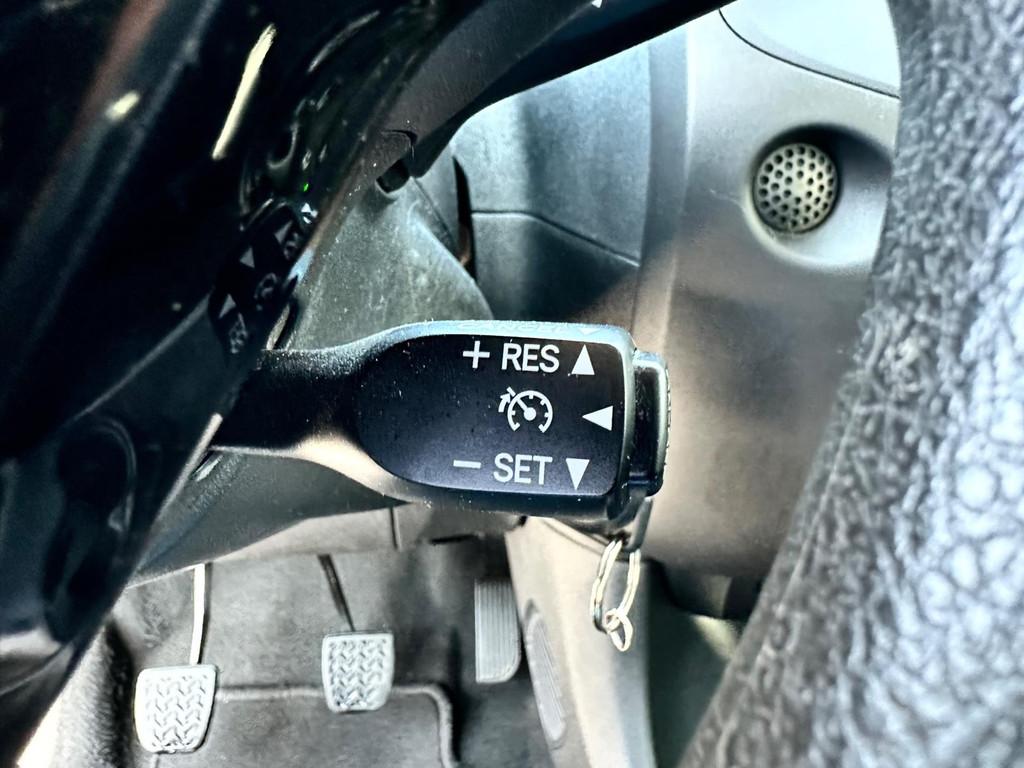 + RES
- SET